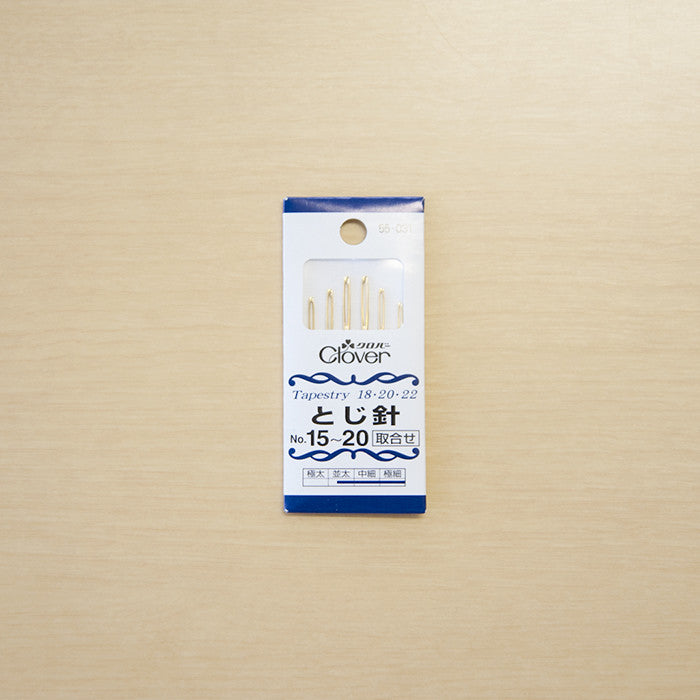 55-031
クロバー
Clover
Tapestry 18・20・22
とじ針
No.15～20 取合せ
極太 並太 中細 極細